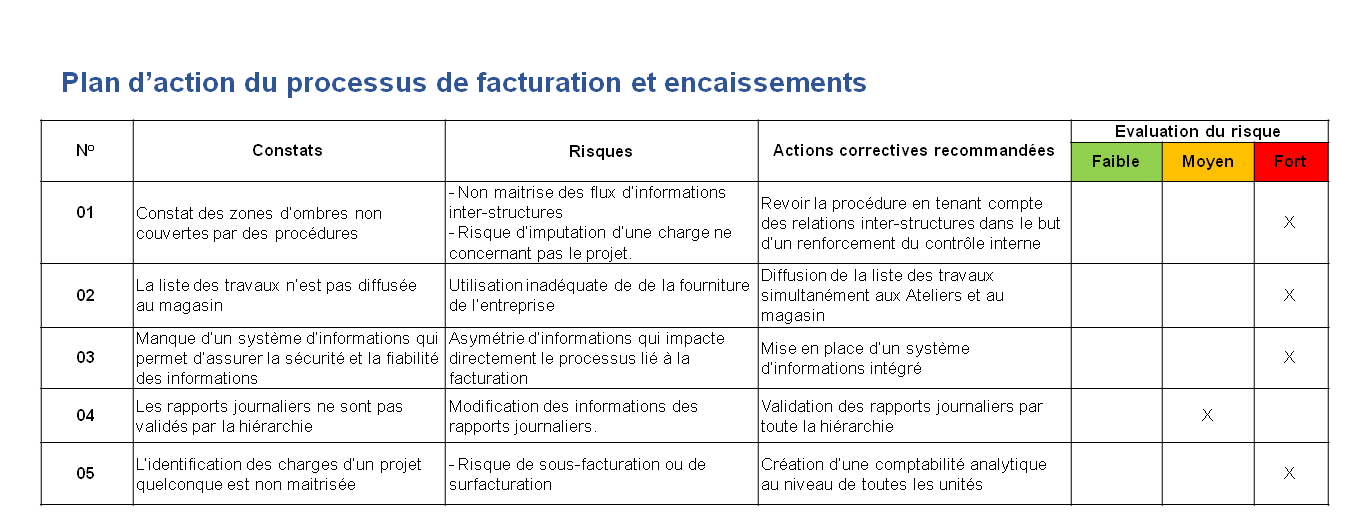 Plan d’action du processus de facturation et encaissements
Nº
Constats
Risques
Actions correctives recommandées
Evaluation du risque
Faible
Moyen
Fort
01
Constat des zones d’ombres non
couvertes par des procédures
- Non maitrise des flux d’informations
inter-structures
- Risque d’imputation d’une charge ne
concernant pas le projet.
Revoir la procédure en tenant compte
des relations inter-structures dans le but
d’un renforcement du contrôle interne
X
02
La liste des travaux n’est pas diffusée
au magasin
Utilisation inadéquate de de la fourniture
de l’entreprise
Diffusion de la liste des travaux
simultanément aux Ateliers et au
magasin
X
03
Manque d’un système d’informations qui
permet d’assurer la sécurité et la fiabilité
des informations
Asymétrie d’informations qui impacte
directement le processus lié à la
facturation
Mise en place d’un système
d’informations intégré
X
04
Les rapports journaliers ne sont pas
validés par la hiérarchie
Modification des informations des
rapports journaliers.
Validation des rapports journaliers par
toute la hiérarchie
X
05
L’identification des charges d’un projet
quelconque est non maitrisée
- Risque de sous-facturation ou de
surfacturation
Création d’une comptabilité analytique
au niveau de toutes les unités
X